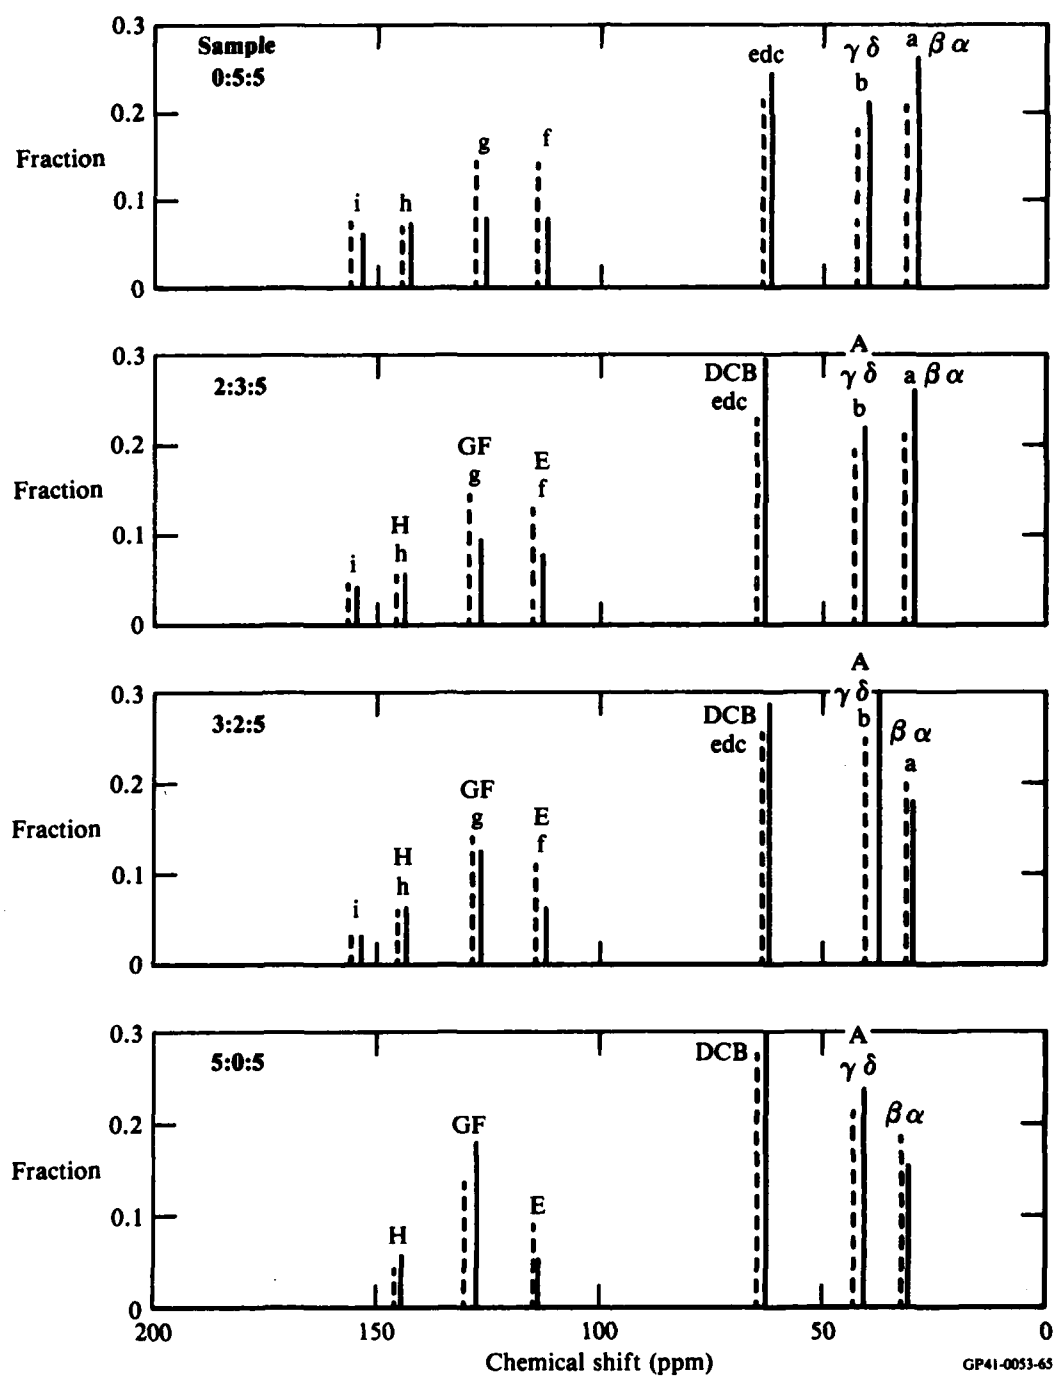 0.3
Sample
0:5:5
edc
γ δ
b
a β α
0.2
Fraction
g
f
i
h
0.1
0
A
0.3
2:3:5
DCB
edc
γ δ
b
a β α
0.2
Fraction
GF
g
E
f
H
h
i
0.1
0
A
0.3
3:2:5
DCB
edc
γ δ
b
β α
a
0.2
Fraction
GF
g
E
f
H
h
i
0.1
0
A
0.3
5:0:5
DCB
γ δ
β α
0.2
Fraction
GF
E
H
0.1
0
200 150 100 50 0
Chemical shift (ppm)
GP41-0053-65